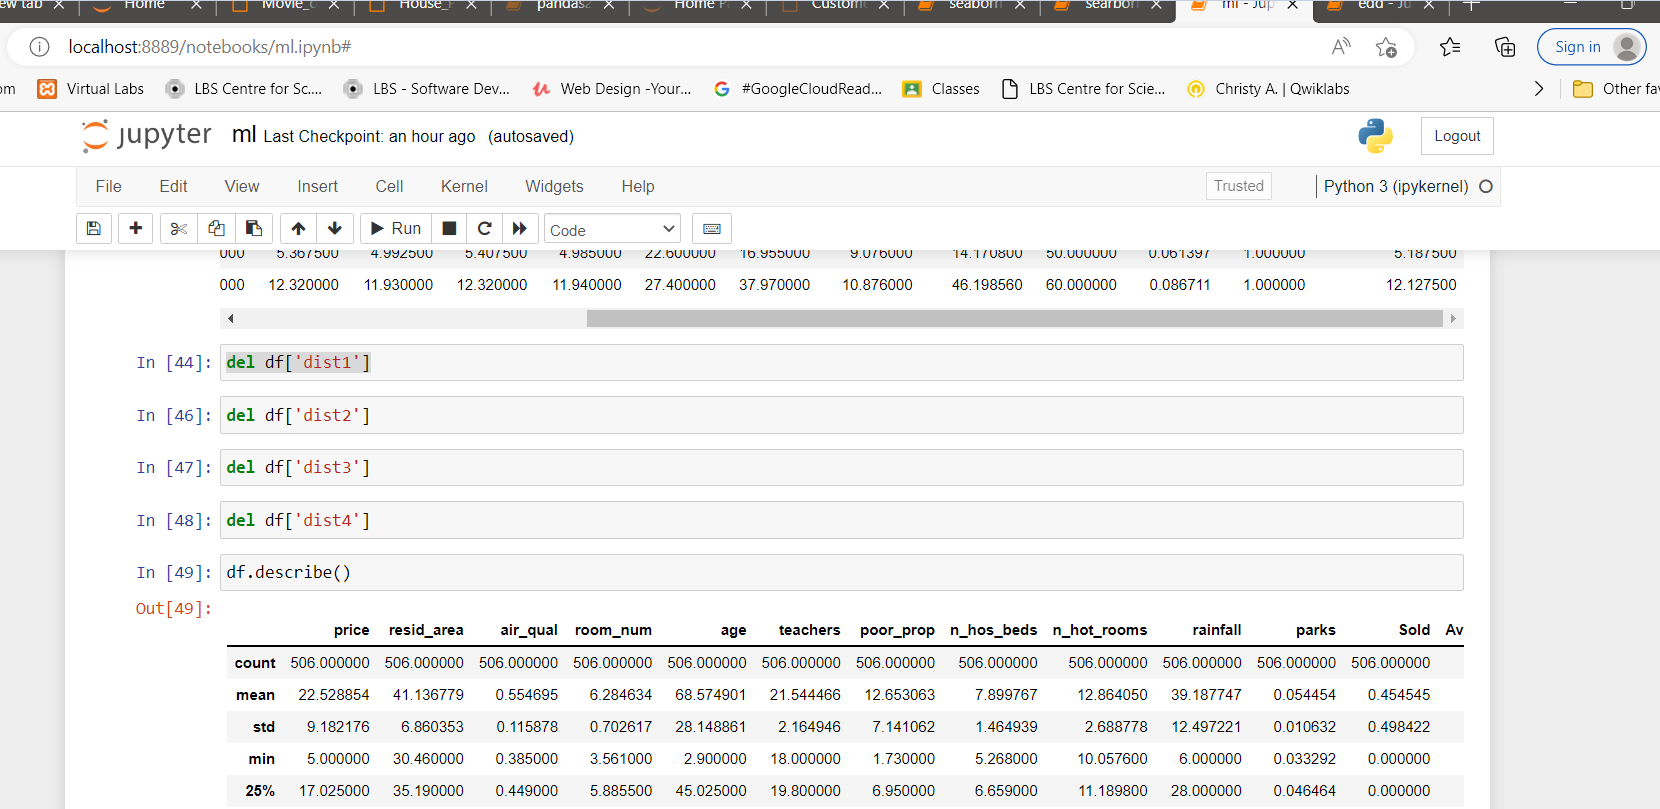 ew tab Home Movie_ House_ pandas Home P Custom seaborn searborn ml - Jup eda - Ju
localhost:8889/notebooks/ml.ipynb#
Sign in
om Virtual Labs LBS Centre for Sc.... LBS - Software Dev... Web Design -Your... #GoogleCloudRead... Classes LBS Centre for Scie... Christy A. | Qwiklabs Other fav
jupyter ml Last Checkpoint: an hour ago (autosaved) Logout
File Edit View Insert Cell Kernel Widgets Help Trusted Python 3 (ipykernel)
Run Code
000 5.367500 4.992500 5.407500 4.985000 22.600000 16.955000 9.076000 14.170800 50.000000 0.061397 1.000000 5.187500
000 12.320000 11.930000 12.320000 11.940000 27.400000 37.970000 10.876000 46.198560 60.000000 0.086711 1.000000 12.127500
In [44]: del df['dist1']
In [46]: del df['dist2']
In [47]: del df['dist3']
In [48]: del df['dist4']
In [49]: df.describe()
Out[49]:
price resid_area air_qual room_num age teachers poor_prop n_hos_beds n_hot_rooms rainfall parks Sold Av
count 506.000000 506.000000 506.000000 506.000000 506.000000 506.000000 506.000000 506.000000 506.000000 506.000000 506.000000 506.000000
mean 22.528854 41.136779 0.554695 6.284634 68.574901 21.544466 12.653063 7.899767 12.864050 39.187747 0.054454 0.454545
std 9.182176 6.860353 0.115878 0.702617 28.148861 2.164946 7.141062 1.464939 2.688778 12.497221 0.010632 0.498422
min 5.000000 30.460000 0.385000 3.561000 2.900000 18.000000 1.730000 5.268000 10.057600 6.000000 0.033292 0.000000
25% 17.025000 35.190000 0.449000 5.885500 45.025000 19.800000 6.950000 6.659000 11.189800 28.000000 0.046464 0.000000